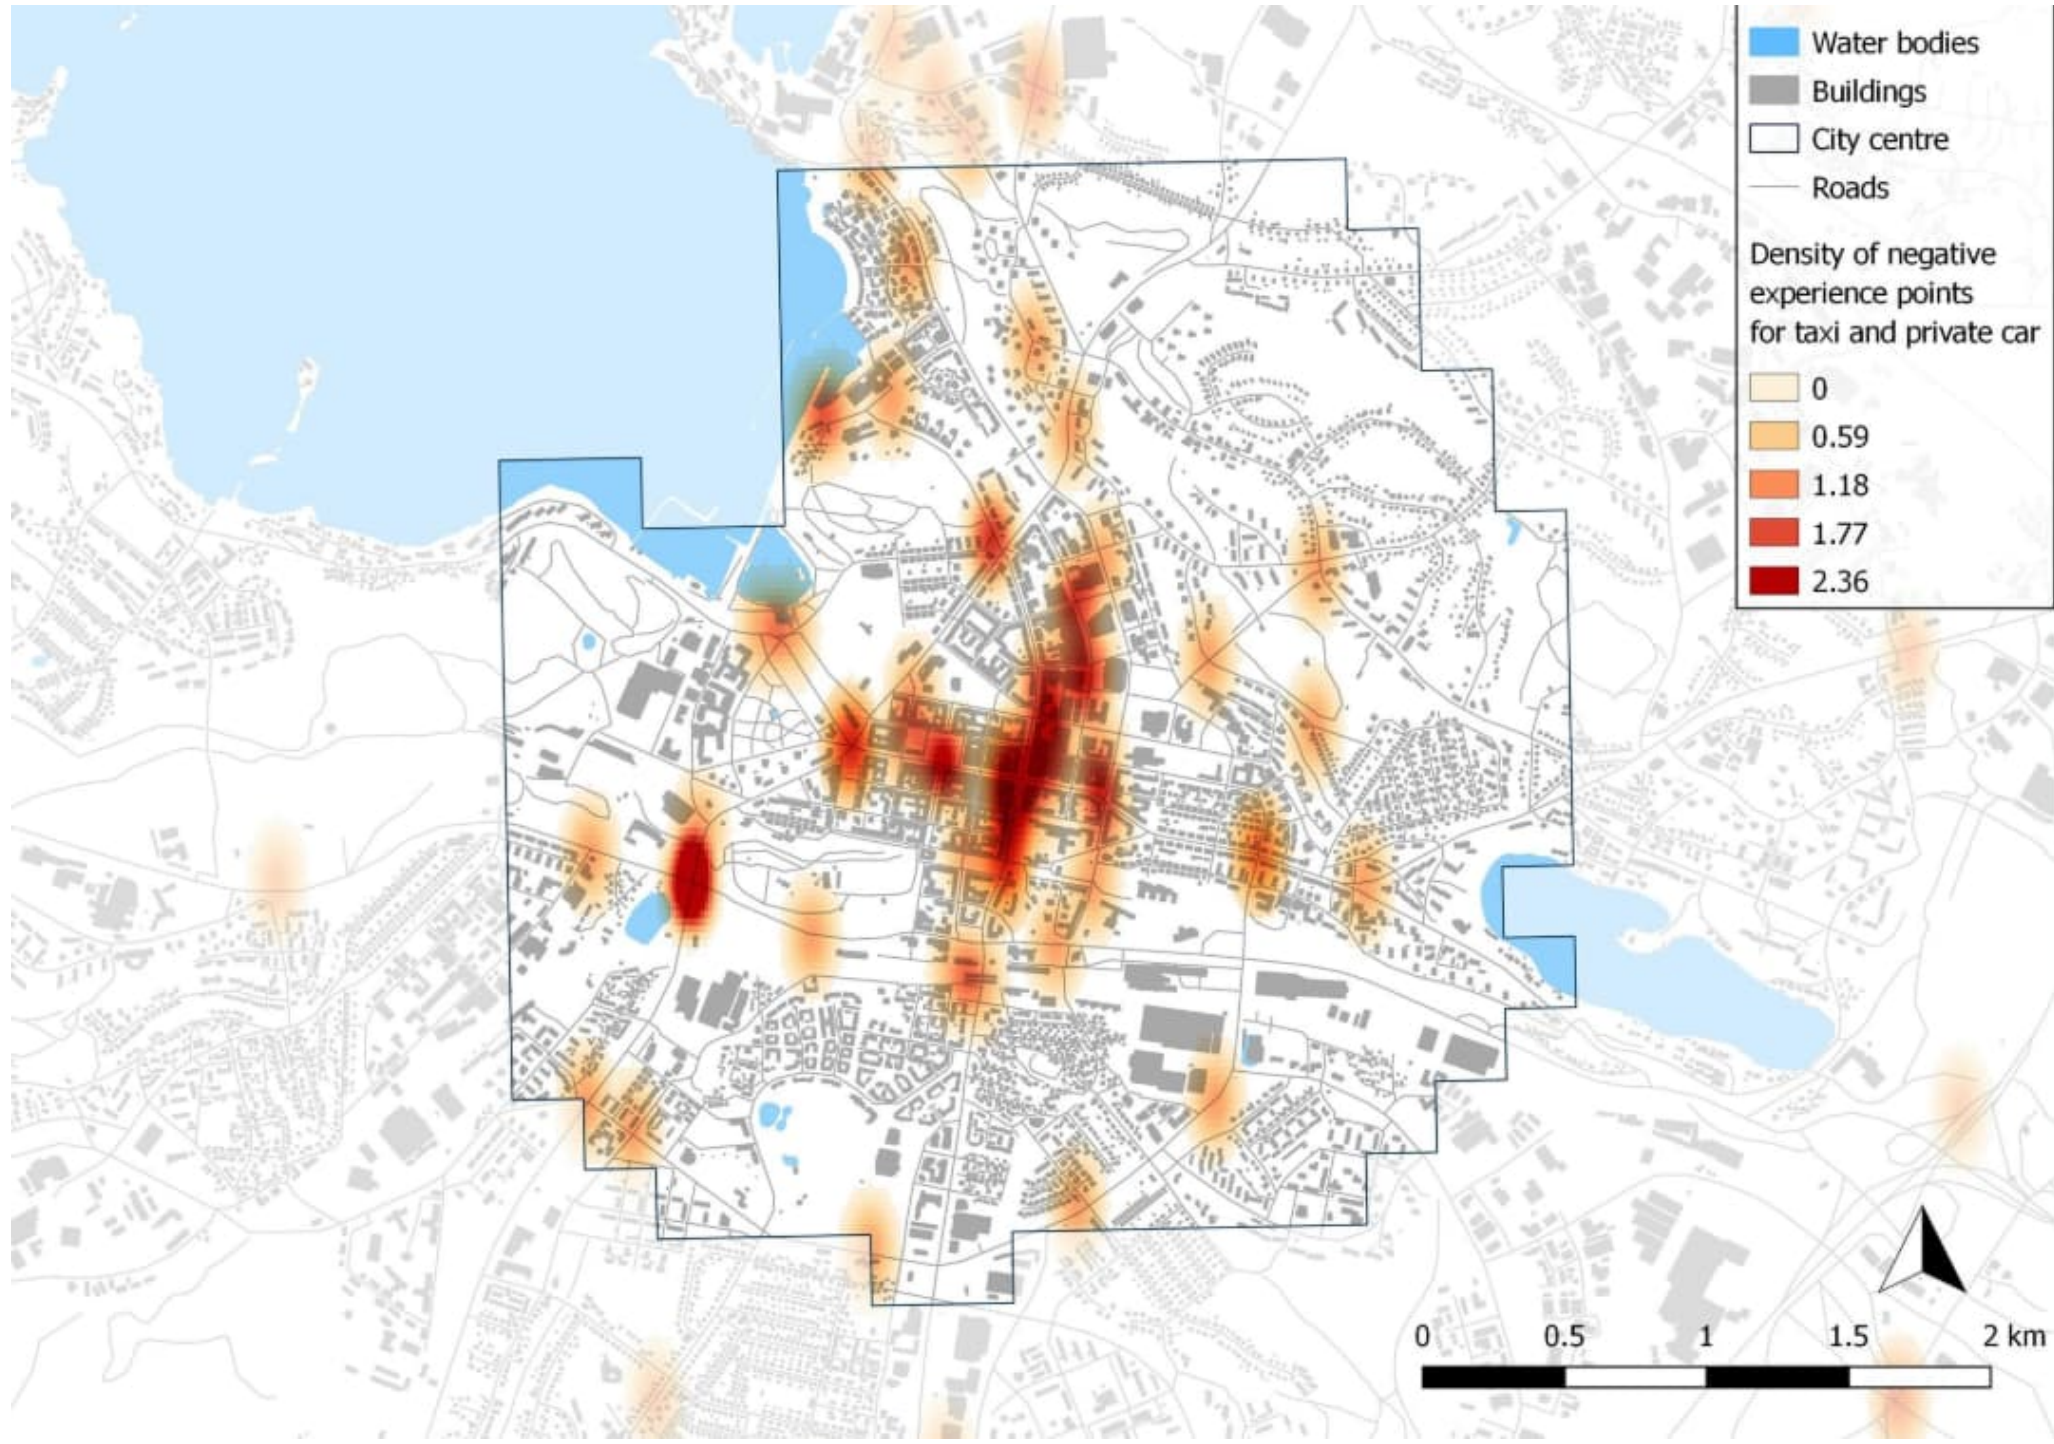 Water bodies
Buildings
City centre
Roads
Density of negative
experience points
for taxi and private car
0
0.59
1.18
1.77
2.36
0 0.5 1 1.5 2 km